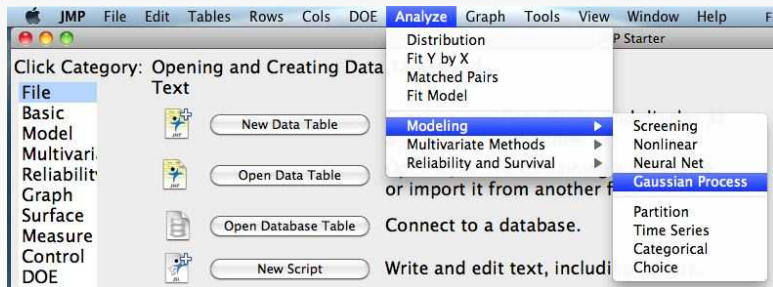 JMP File Edit Tables Rows Cols DOE Analyze Graph Tools View Window Help F
P Starter
Click Category:
File
Basic
Model
Multivari
Reliabilit
Graph
Surface
Measure
Control
DOE
Opening and Creating Data
Text
New Data Table
Open Data Table
or import it from another f
Open Database Table
Connect to a database.
New Script
Write and edit text, includi
Distribution
Fit Y by X
Matched Pairs
Fit Model
Modeling
Multivariate Methods
Reliability and Survival
Screening
Nonlinear
Neural Net
Gaussian Process
Partition
Time Series
Categorical
Choice